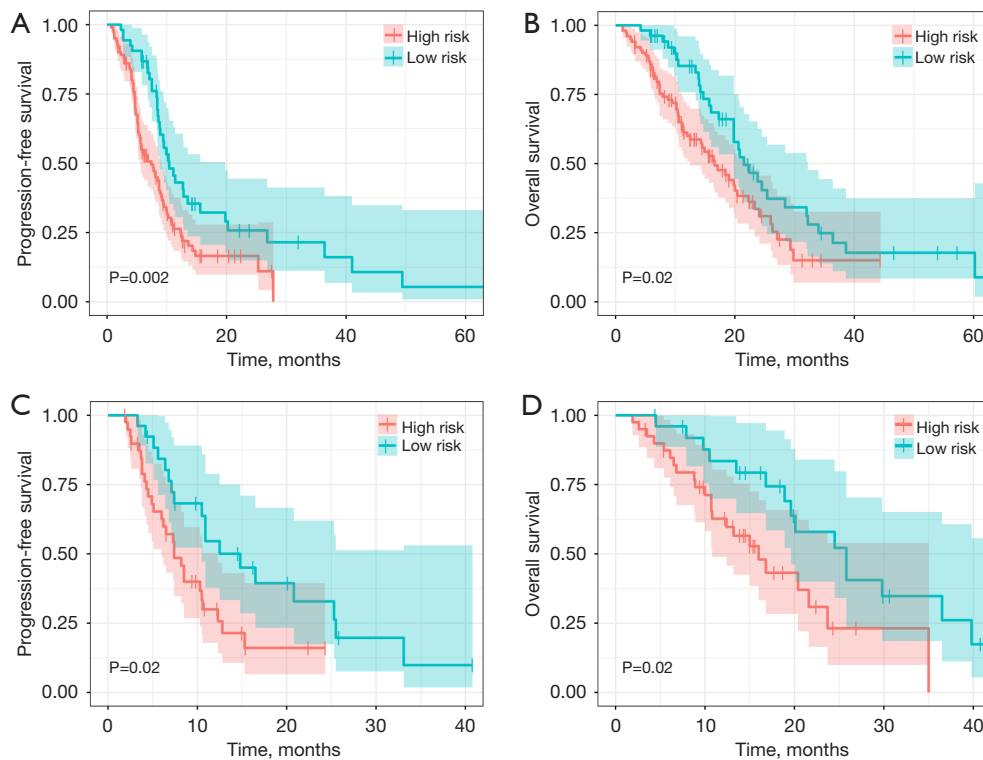 A
Progression-free survival
1.00
0.75
0.50
0.25
0.00
High risk
Low risk
P=0.002
0 20 40 60
Time, months
B
Overall survival
1.00
0.75
0.50
0.25
0.00
High risk
Low risk
P=0.02
0 20 40 60
Time, months
C
Progression-free survival
1.00
0.75
0.50
0.25
0.00
High risk
Low risk
P=0.02
0 10 20 30 40
Time, months
D
Overall survival
1.00
0.75
0.50
0.25
0.00
High risk
Low risk
P=0.02
0 10 20 30 40
Time, months